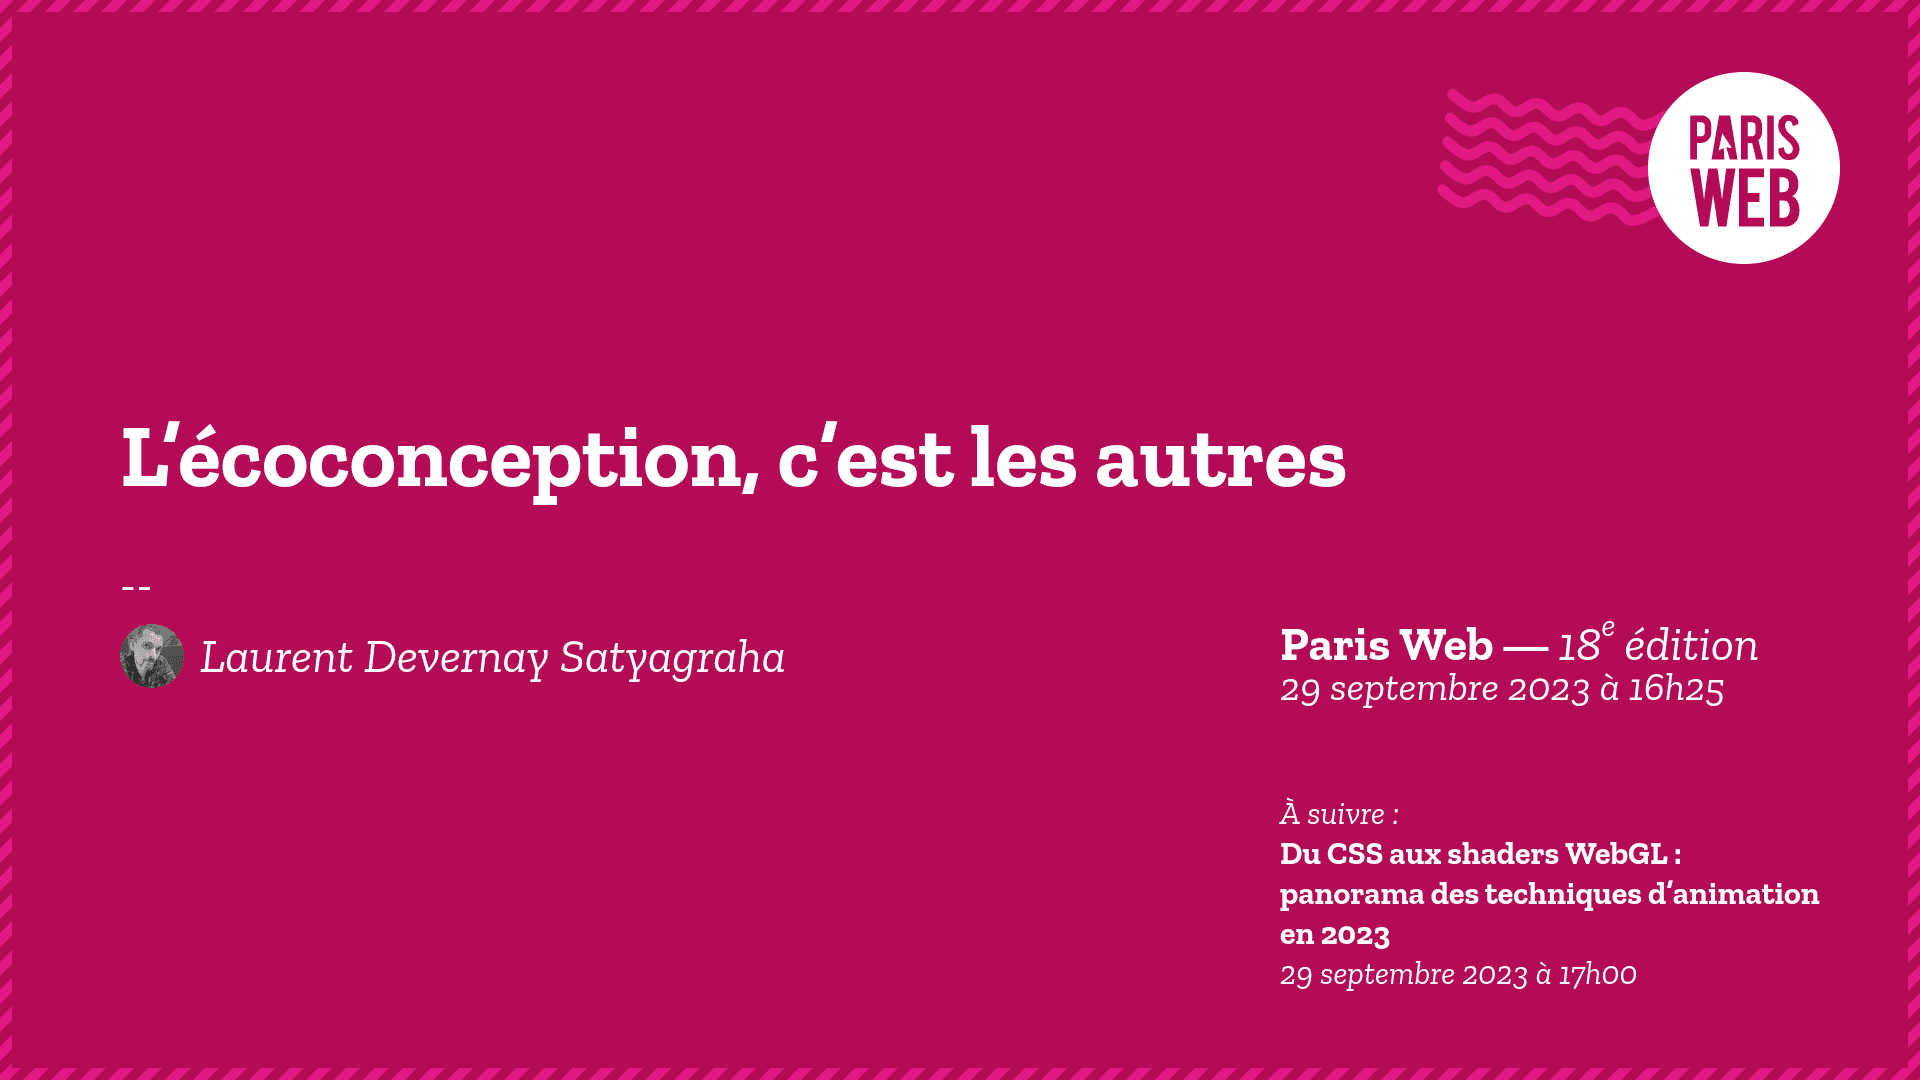 PARIS
WEB
L’écoconception, c’est les autres
--
Laurent Devernay Satyagraha
Paris Web — 18e édition
29 septembre 2023 à 16h25
À suivre :
Du CSS aux shaders WebGL :
panorama des techniques d’animation
en 2023
29 septembre 2023 à 17h00